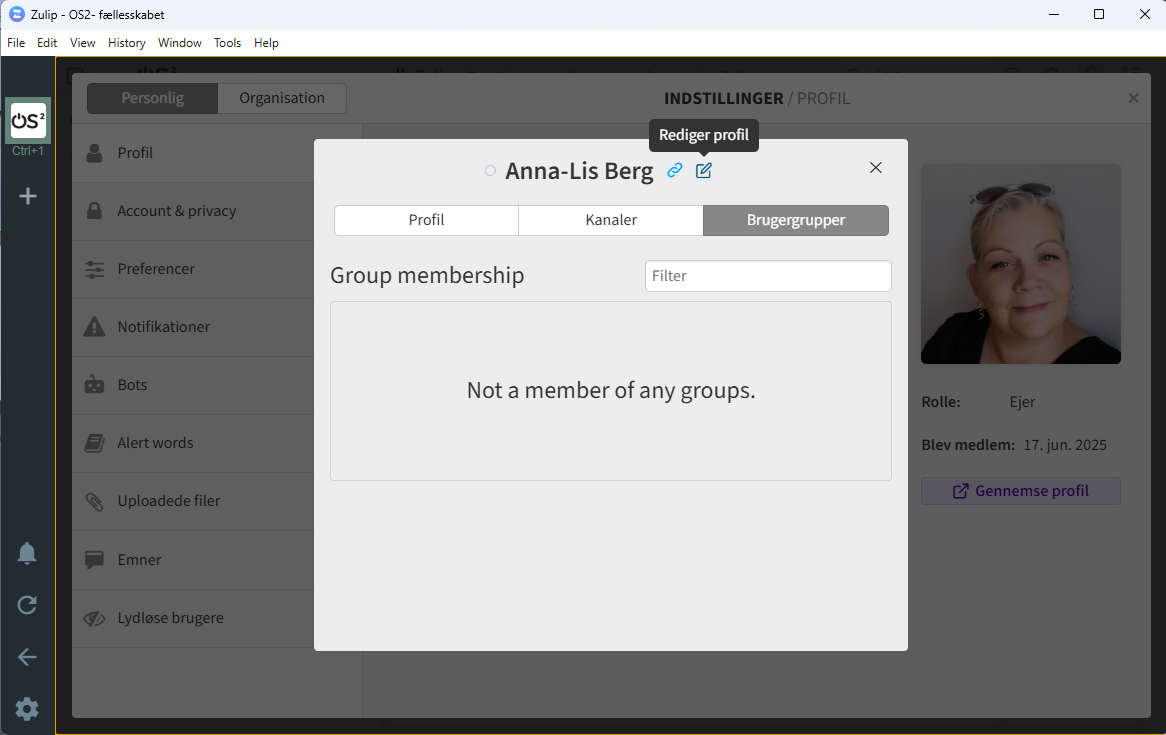 Zulip - OS2- fællesskabet
File Edit View History Window Tools Help
OS²
Ctrl+1
Personlig Organisation
INDSTILLINGER / PROFIL
Rediger profil
Profil
Account & privacy
Preferencer
Notifikationer
Bots
Alert words
Uploadede filer
Emner
Lydløse brugere
Anna-Lis Berg
Profil Kanaler Brugergrupper
Group membership Filter
Not a member of any groups.
Rolle: Ejer
Blev medlem: 17. jun. 2025
Gennemse profil